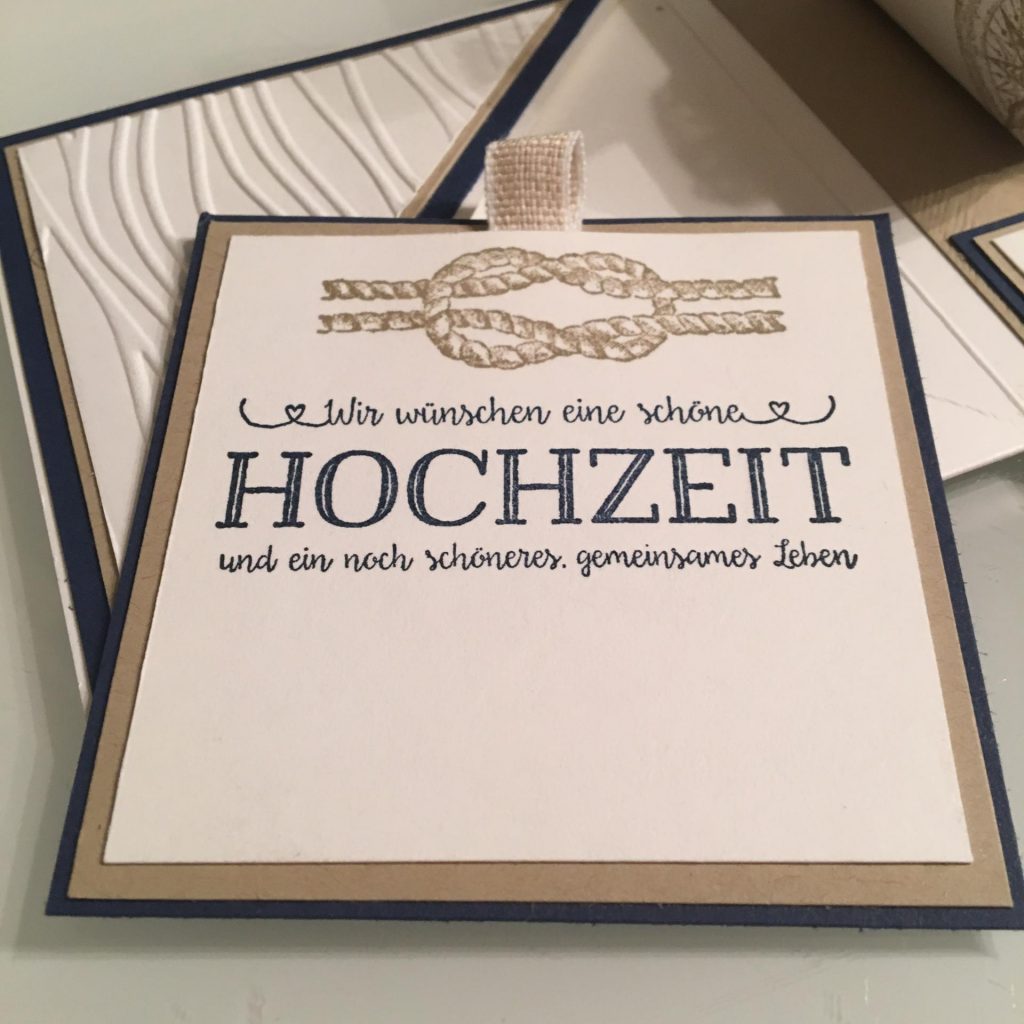 Wir wünschen eine schöne
HOCHZEIT
und ein noch schöneres, gemeinsames Leben